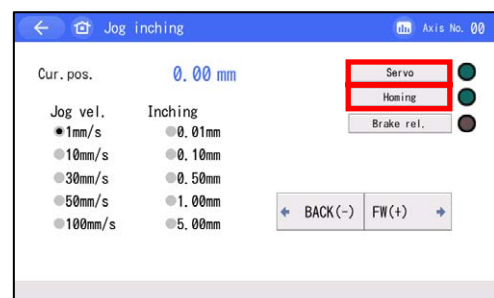 Jog inching Axis No. 00
Cur.pos. 0.00 mm
Servo
Homing
Brake rel.
Jog vel. Inching
1mm/s 0.01mm
10mm/s 0.10mm
30mm/s 0.50mm
50mm/s 1.00mm
100mm/s 5.00mm
BACK(-) FW(+)